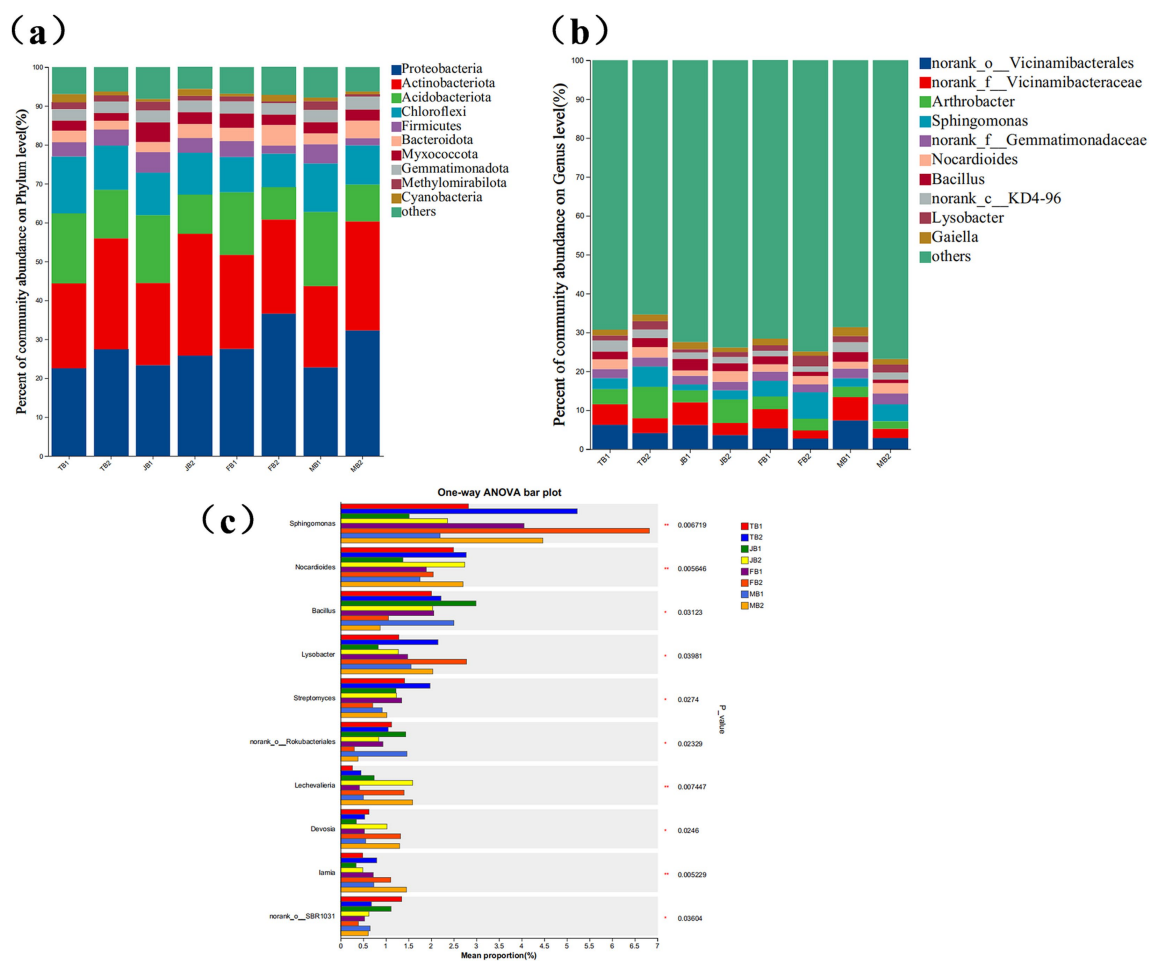 (a)
Percent of community abundance on Phylum level(%)
100
90
80
70
60
50
40
30
20
10
0
TB1
TB2
JB1
JB2
FB1
FB2
MB1
MB2
Proteobacteria
Actinobacteriota
Acidobacteriota
Chloroflexi
Firmicutes
Bacteroidota
Myxococcota
Gemmatimonadota
Methylomirabilota
Cyanobacteria
others
(b)
Percent of community abundance on Genus level(%)
100
90
80
70
60
50
40
30
20
10
0
TB1
TB2
JB1
JB2
FB1
FB2
MB1
MB2
norank_o__Vicinamibacterales
norank_f__Vicinamibacteraceae
Arthrobacter
Sphingomonas
norank_f__Gemmatimonadaceae
Nocardioides
Bacillus
norank_c__KD4-96
Lysobacter
Gaiella
others
(c)
One-way ANOVA bar plot
Sphingomonas ** 0.006719
Nocardioides ** 0.005646
Bacillus * 0.03123
Lysobacter * 0.03981
Streptomyces * 0.0274
norank_o__Rokubacteriales * 0.02329
Lechevalieria ** 0.007447
Devosia * 0.0246
Iamia ** 0.005229
norank_o__SBR1031 * 0.03604
0 0.5 1 1.5 2 2.5 3 3.5 4 4.5 5 5.5 6 6.5 7
Mean proportion(%)
P_value
TB1
TB2
JB1
JB2
FB1
FB2
MB1
MB2